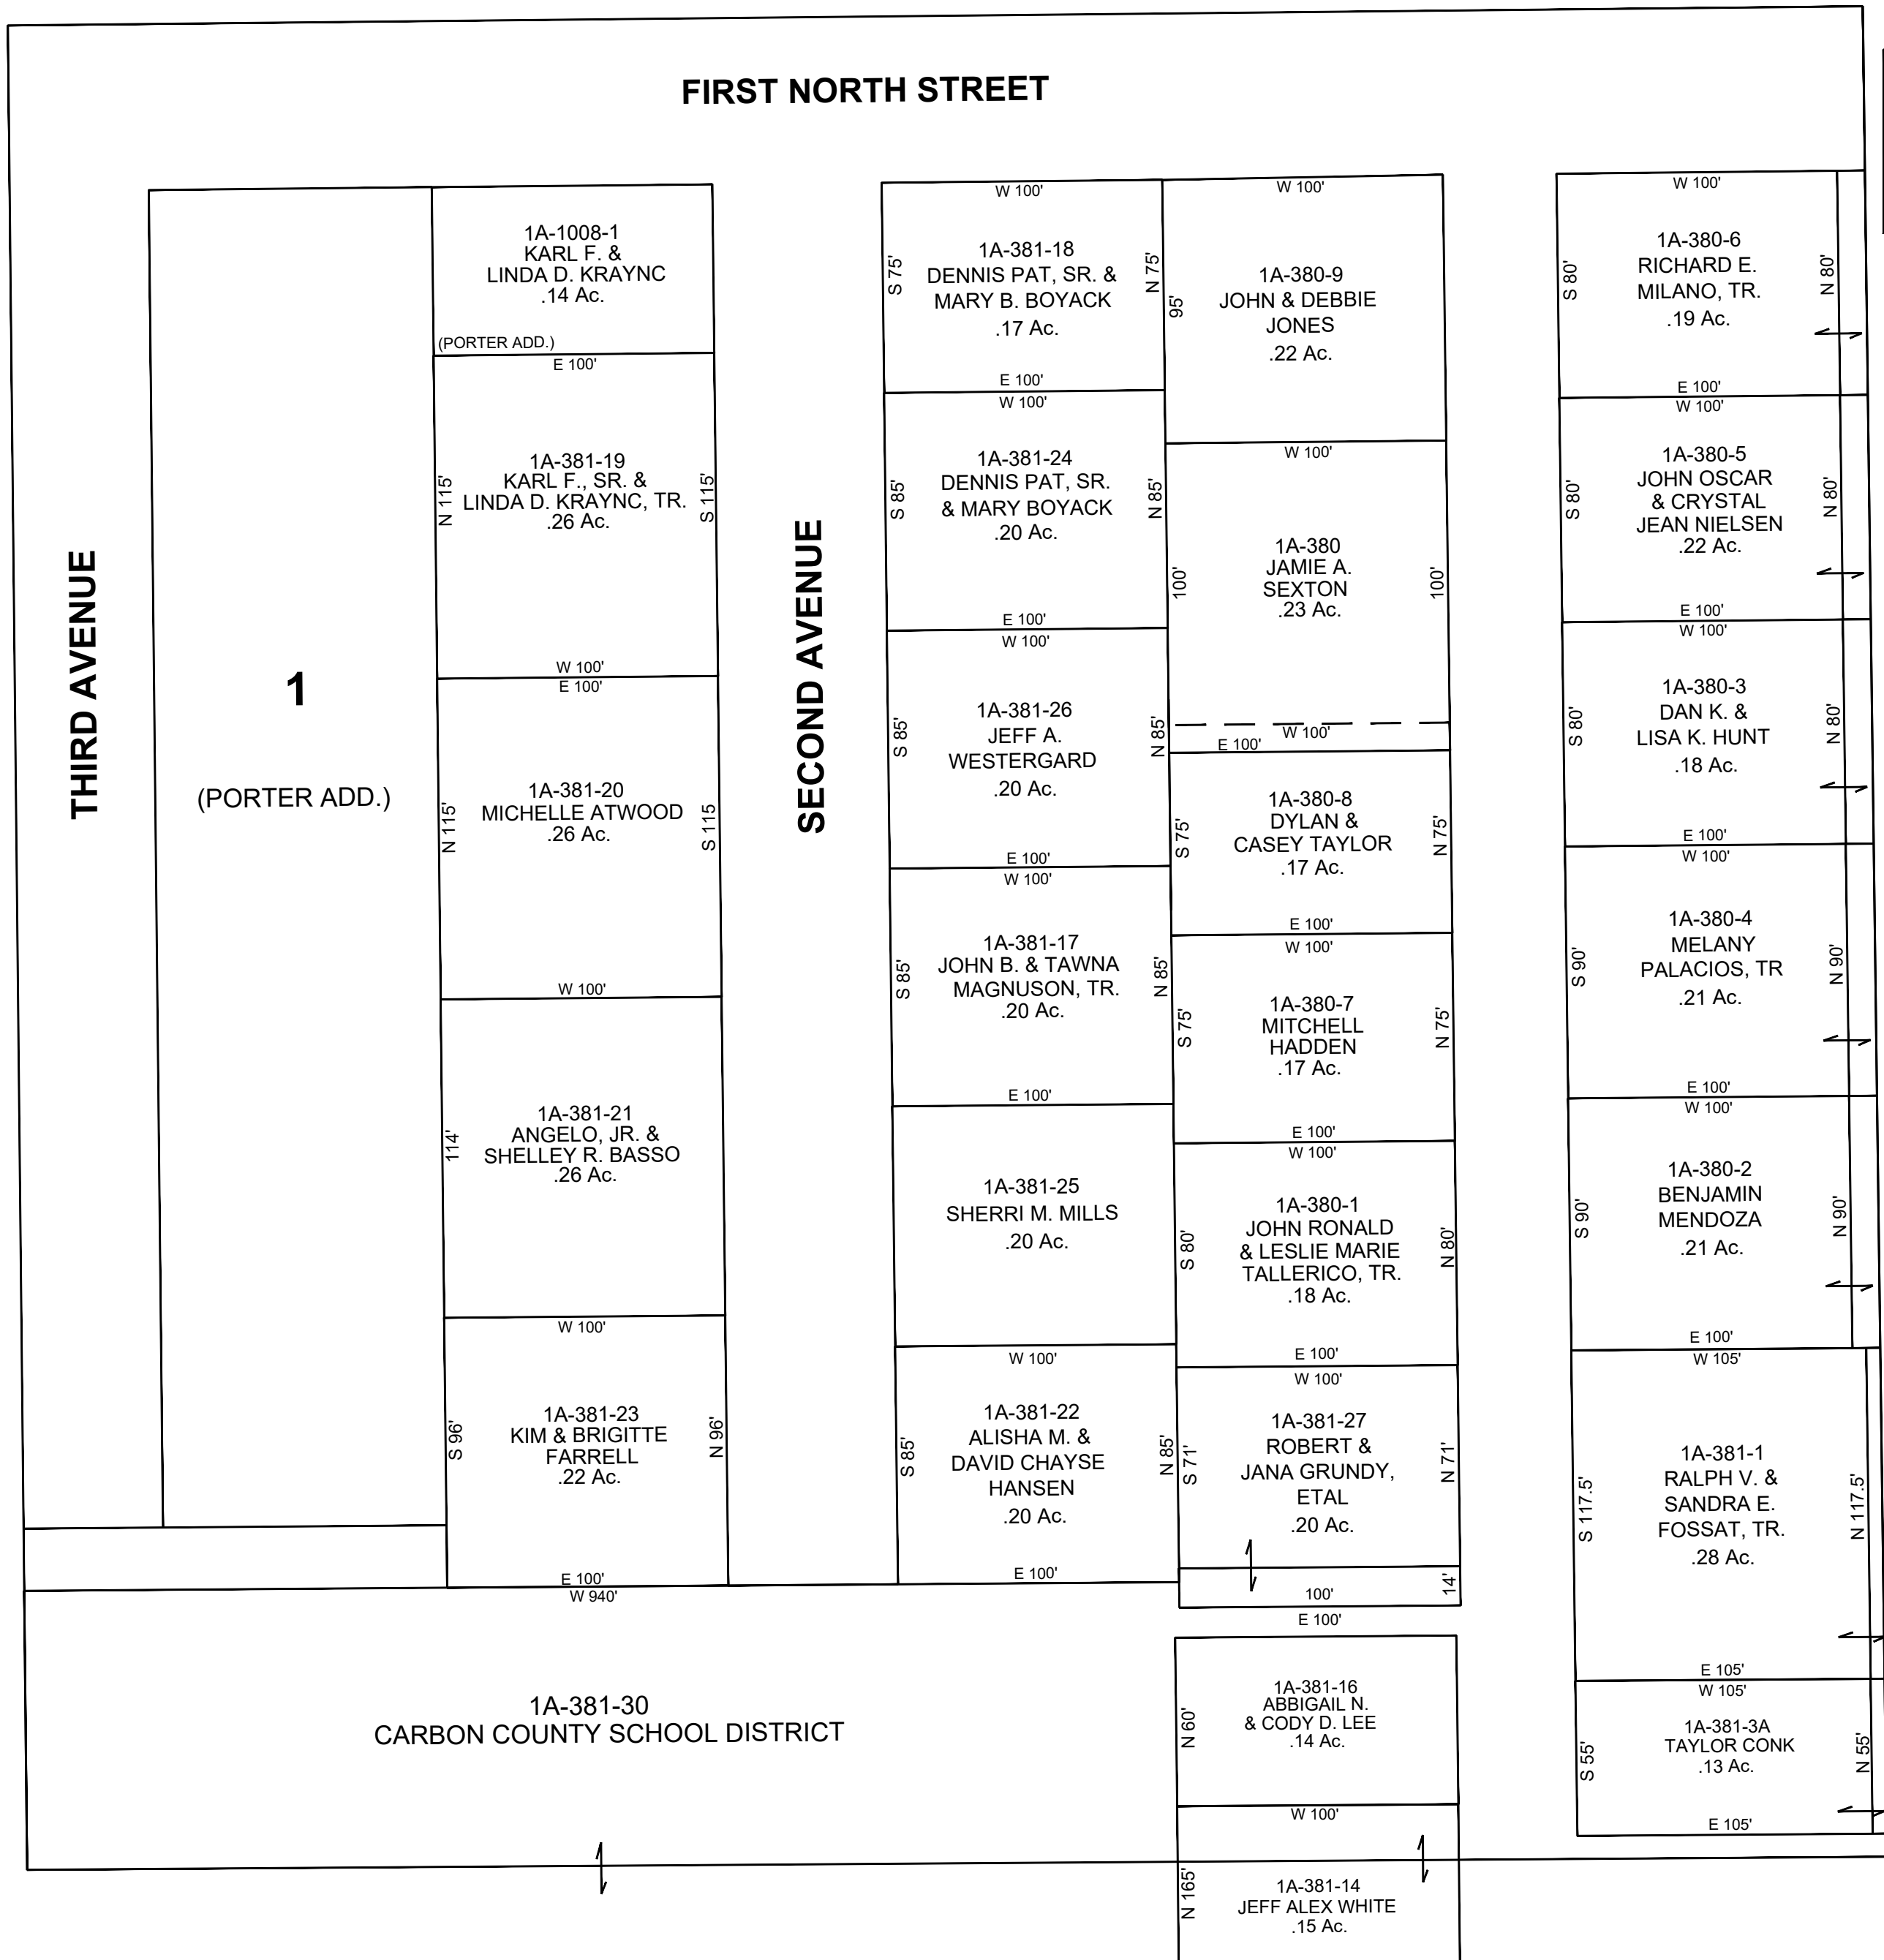 FIRST NORTH STREET
THIRD AVENUE
1
(PORTER ADD.)
1A-1008-1
KARL F. &
LINDA D. KRAYNC
.14 Ac.
(PORTER ADD.)
E 100'
N 115'
1A-381-19
KARL F., SR. &
LINDA D. KRAYNC, TR.
.26 Ac.
S 115'
W 100'
E 100'
N 115'
1A-381-20
MICHELLE ATWOOD
.26 Ac.
S 115
W 100'
114'
1A-381-21
ANGELO, JR. &
SHELLEY R. BASSO
.26 Ac.
W 100'
S 96'
1A-381-23
KIM & BRIGITTE
FARRELL
.22 Ac.
N 96'
E 100'
W 940'
1A-381-30
CARBON COUNTY SCHOOL DISTRICT
SECOND AVENUE
W 100'
S 75'
1A-381-18
DENNIS PAT, SR. &
MARY B. BOYACK
.17 Ac.
N 75'
E 100'
W 100'
S 85'
1A-381-24
DENNIS PAT, SR.
& MARY BOYACK
.20 Ac.
N 85'
E 100'
W 100'
S 85'
1A-381-26
JEFF A.
WESTERGARD
.20 Ac.
N 85'
E 100'
W 100'
S 85'
1A-381-17
JOHN B. & TAWNA
MAGNUSON, TR.
.20 Ac.
N 85'
E 100'
1A-381-25
SHERRI M. MILLS
.20 Ac.
W 100'
S 85'
1A-381-22
ALISHA M. &
DAVID CHAYSE
HANSEN
.20 Ac.
N 85'
E 100'
W 100'
95'
1A-380-9
JOHN & DEBBIE
JONES
.22 Ac.
W 100'
100'
1A-380
JAMIE A.
SEXTON
.23 Ac.
100'
W 100'
E 100'
S 75'
1A-380-8
DYLAN &
CASEY TAYLOR
.17 Ac.
N 75'
E 100'
W 100'
S 75'
1A-380-7
MITCHELL
HADDEN
.17 Ac.
N 75'
E 100'
W 100'
S 80'
1A-380-1
JOHN RONALD
& LESLIE MARIE
TALLERICO, TR.
.18 Ac.
N 80'
E 100'
W 100'
S 71'
1A-381-27
ROBERT &
JANA GRUNDY,
ETAL
.20 Ac.
N 71'
100'
14'
E 100'
N 60'
1A-381-16
ABBIGAIL N.
& CODY D. LEE
.14 Ac.
W 100'
N 165'
1A-381-14
JEFF ALEX WHITE
.15 Ac.
W 100'
S 80'
1A-380-6
RICHARD E.
MILANO, TR.
.19 Ac.
N 80'
E 100'
W 100'
S 80'
1A-380-5
JOHN OSCAR
& CRYSTAL
JEAN NIELSEN
.22 Ac.
N 80'
E 100'
W 100'
S 80'
1A-380-3
DAN K. &
LISA K. HUNT
.18 Ac.
N 80'
E 100'
W 100'
S 90'
1A-380-4
MELANY
PALACIOS, TR
.21 Ac.
N 90'
E 100'
W 100'
S 90'
1A-380-2
BENJAMIN
MENDOZA
.21 Ac.
N 90'
E 100'
W 105'
S 117.5'
1A-381-1
RALPH V. &
SANDRA E.
FOSSAT, TR.
.28 Ac.
N 117.5'
E 105'
W 105'
S 55'
1A-381-3A
TAYLOR CONK
.13 Ac.
N 55'
E 105'